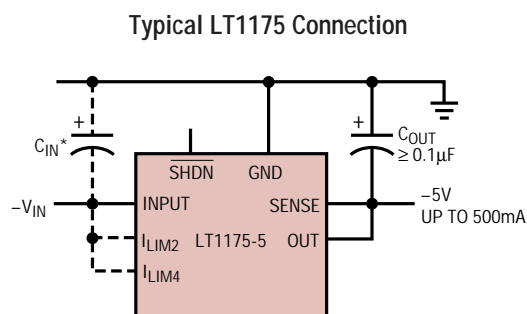 Typical LT1175 Connection
+
C_IN*
+
C_OUT
≥ 0.1µF
SHDN GND
–V_IN
INPUT SENSE
–5V
UP TO 500mA
I_LIM2 LT1175-5 OUT
I_LIM4